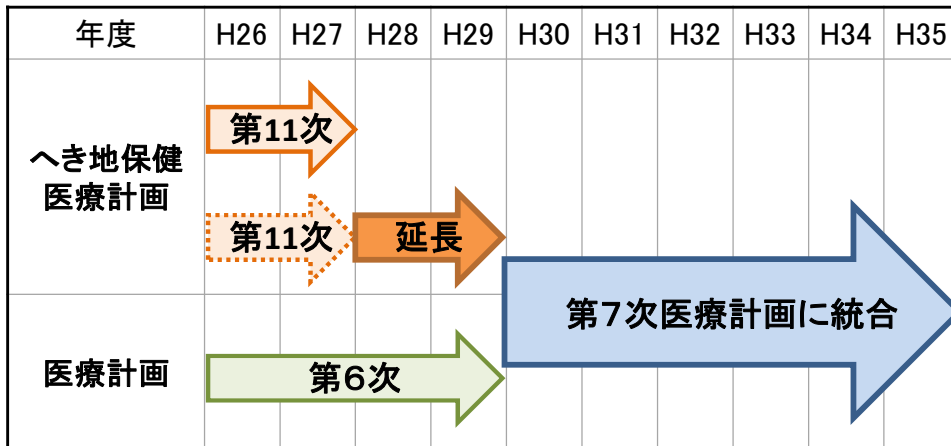 年度 H26 H27 H28 H29 H30 H31 H32 H33 H34 H35
第11次
へき地保健
医療計画
第11次 延長
第7次医療計画に統合
医療計画 第6次